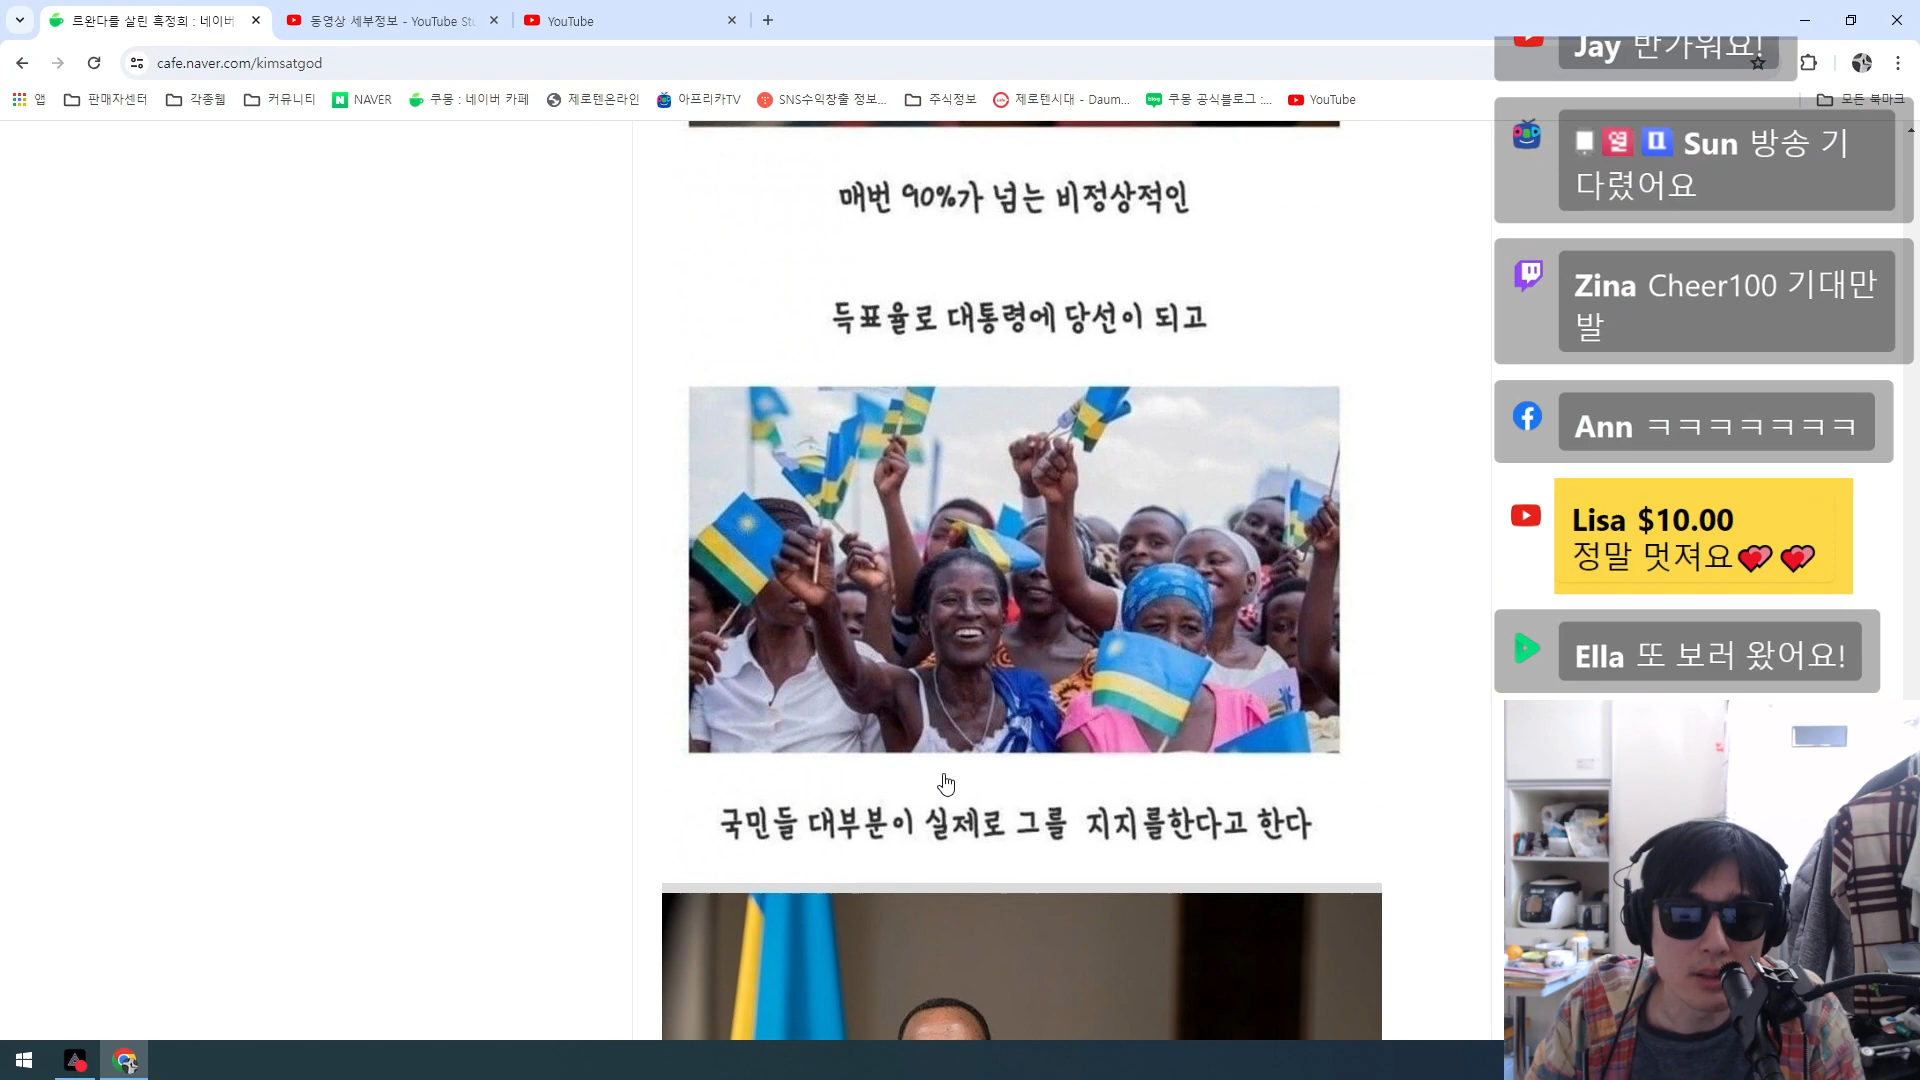 르완다를 살린 흑정희 : 네이버
동영상 세부정보 - YouTube St
YouTube
cafe.naver.com/kimsatgod
앱
판매자센터
각종웹
커뮤니티
NAVER
쿠몽 : 네이버 카페
제로텐온라인
아프리카TV
SNS수익창출 정보...
주식정보
제로텐시대 - Daum...
쿠몽 공식블로그 :...
YouTube
모든 북마크
매번 90%가 넘는 비정상적인
득표율로 대통령에 당선이 되고
국민들 대부분이 실제로 그를 지지를한다고 한다
Jay 반가워요!
열 Sun 방송 기
다렸어요
Zina Cheer100 기대만
발
Ann ㅋㅋㅋㅋㅋㅋㅋ
Lisa $10.00
정말 멋져요💕💕
Ella 또 보러 왔어요!